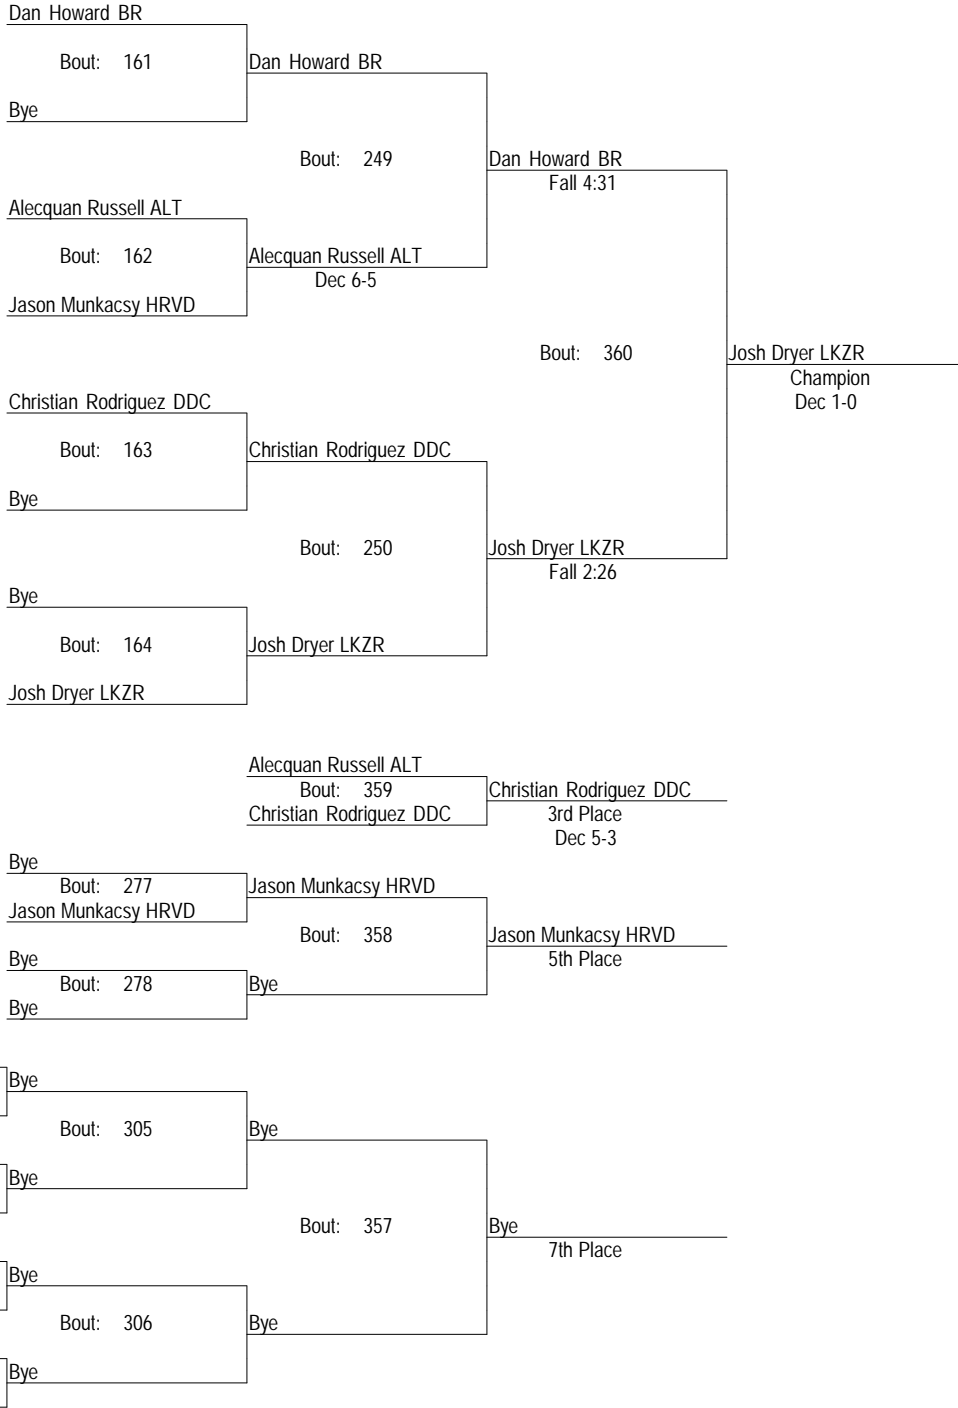 Dan Howard BR
Bout: 161
Dan Howard BR
Bye
Bout: 249
Dan Howard BR
Fall 4:31
Alecquan Russell ALT
Bout: 162
Alecquan Russell ALT
Dec 6-5
Jason Munkacsy HRVD
Bout: 360
Josh Dryer LKZR
Champion
Dec 1-0
Christian Rodriguez DDC
Bout: 163
Christian Rodriguez DDC
Bye
Bout: 250
Josh Dryer LKZR
Fall 2:26
Bye
Bout: 164
Josh Dryer LKZR
Josh Dryer LKZR
Alecquan Russell ALT
Bout: 359
Christian Rodriguez DDC
Christian Rodriguez DDC
3rd Place
Dec 5-3
Bye
Bout: 277
Jason Munkacsy HRVD
Jason Munkacsy HRVD
Bout: 358
Jason Munkacsy HRVD
5th Place
Bye
Bout: 278
Bye
Bye
Bye
Bout: 305
Bye
Bye
Bout: 357
Bye
7th Place
Bye
Bout: 306
Bye
Bye